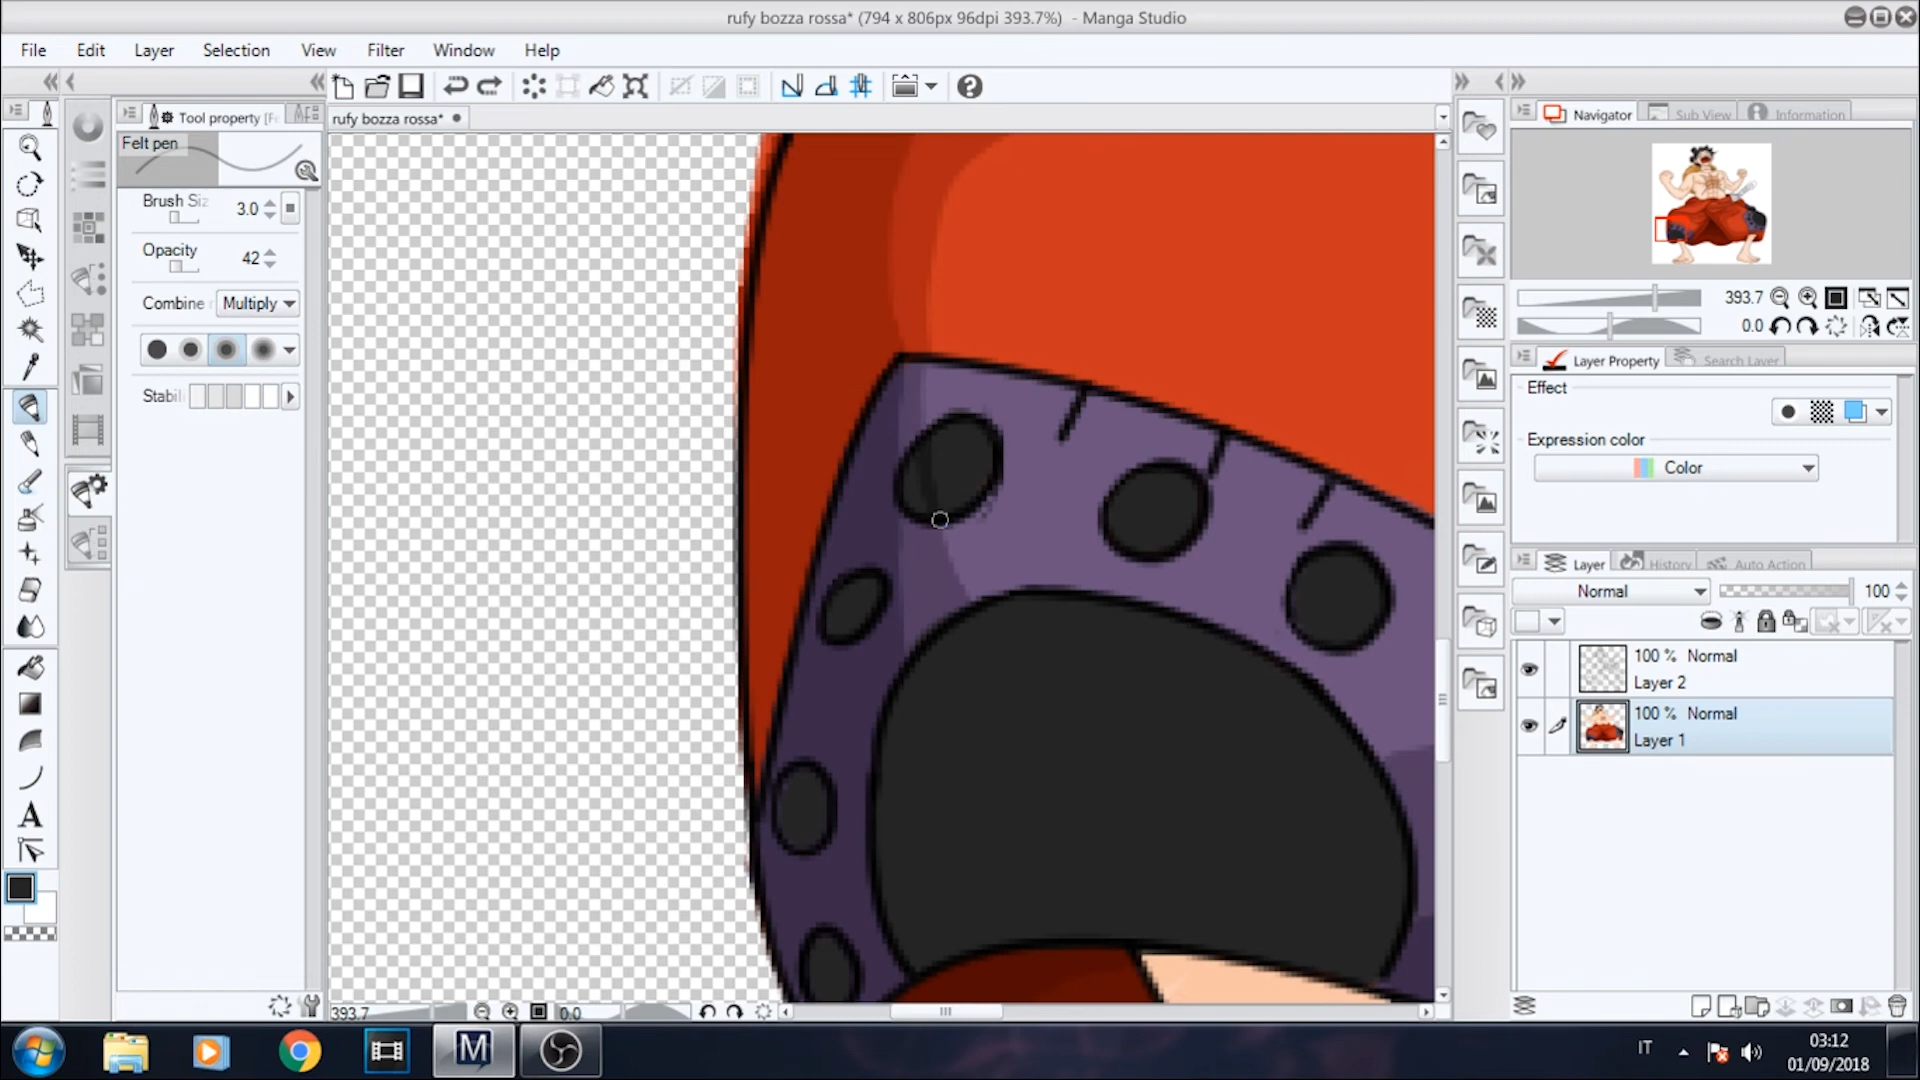 rufy bozza rossa* (794 x 806px 96dpi 393.7%) - Manga Studio
File Edit Layer Selection View Filter Window Help
Tool property [Fe
rufy bozza rossa*
Navigator Sub View Information
Felt pen
Brush Siz 3.0
Opacity 42
Combine Multiply
Stabil
393.7
0.0
Layer Property Search Layer
Effect
Expression color
Color
Layer History Auto Action
Normal 100
100 % Normal
Layer 2
100 % Normal
Layer 1
A
393.7 0.0
M
IT
03:12
01/09/2018